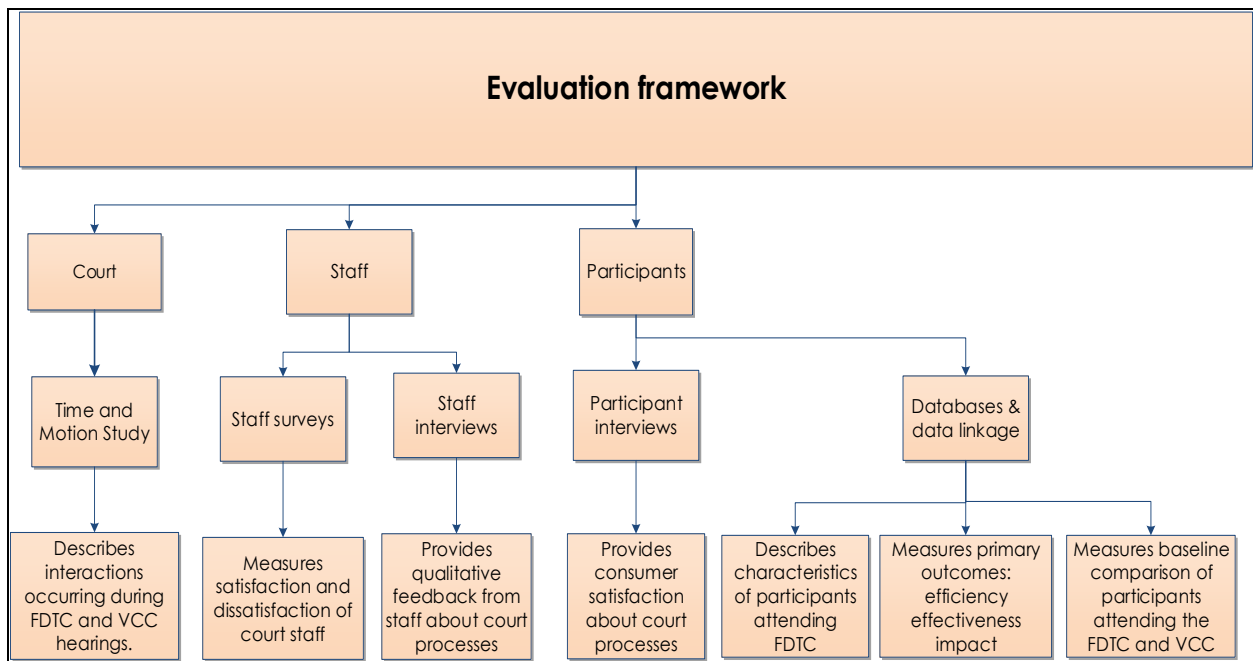 Evaluation framework
Court
Staff
Participants
Time and
Motion Study
Staff surveys
Staff
interviews
Participant
interviews
Databases &
data linkage
Describes
interactions
occurring during
FDTC and VCC
hearings.
Measures
satisfaction and
dissatisfaction of
court staff
Provides
qualitative
feedback from
staff about court
processes
Provides
consumer
satisfaction
about court
processes
Describes
characteristics
of participants
attending
FDTC
Measures primary
outcomes:
efficiency
effectiveness
impact
Measures baseline
comparison of
participants
attending the
FDTC and VCC